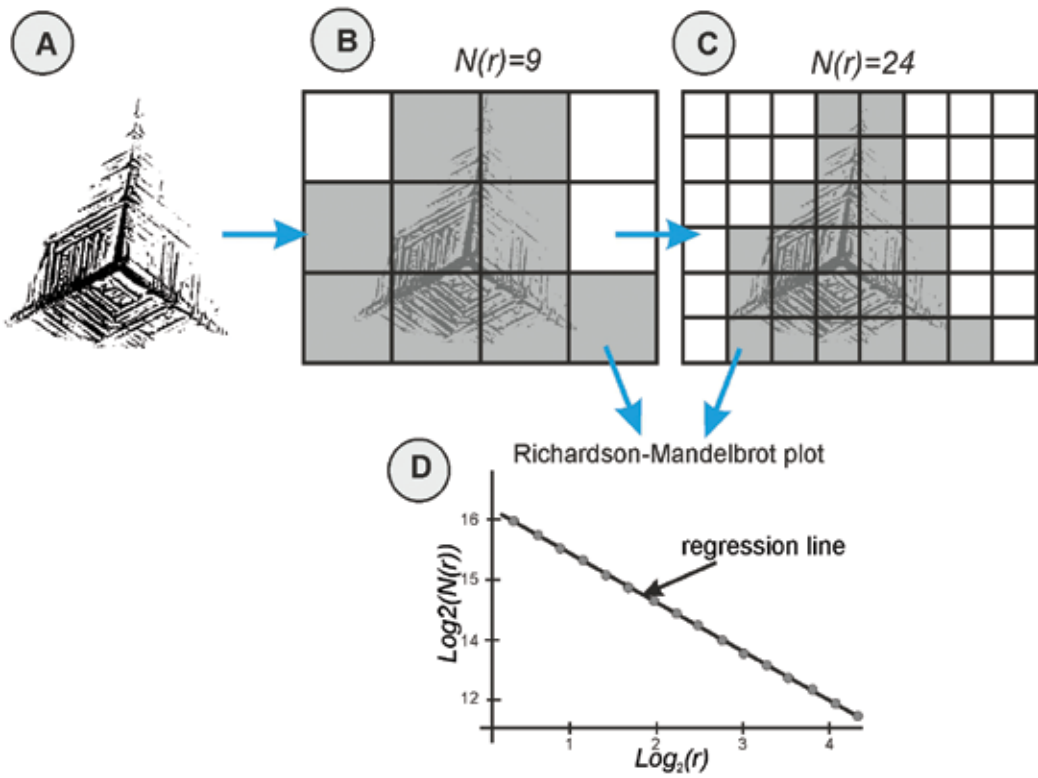 A
B
C
N(r)=9
N(r)=24
Richardson-Mandelbrot plot
D
regression line
Log2(N(r))
16
15
14
12
1
2
3
4
Log₂(r)